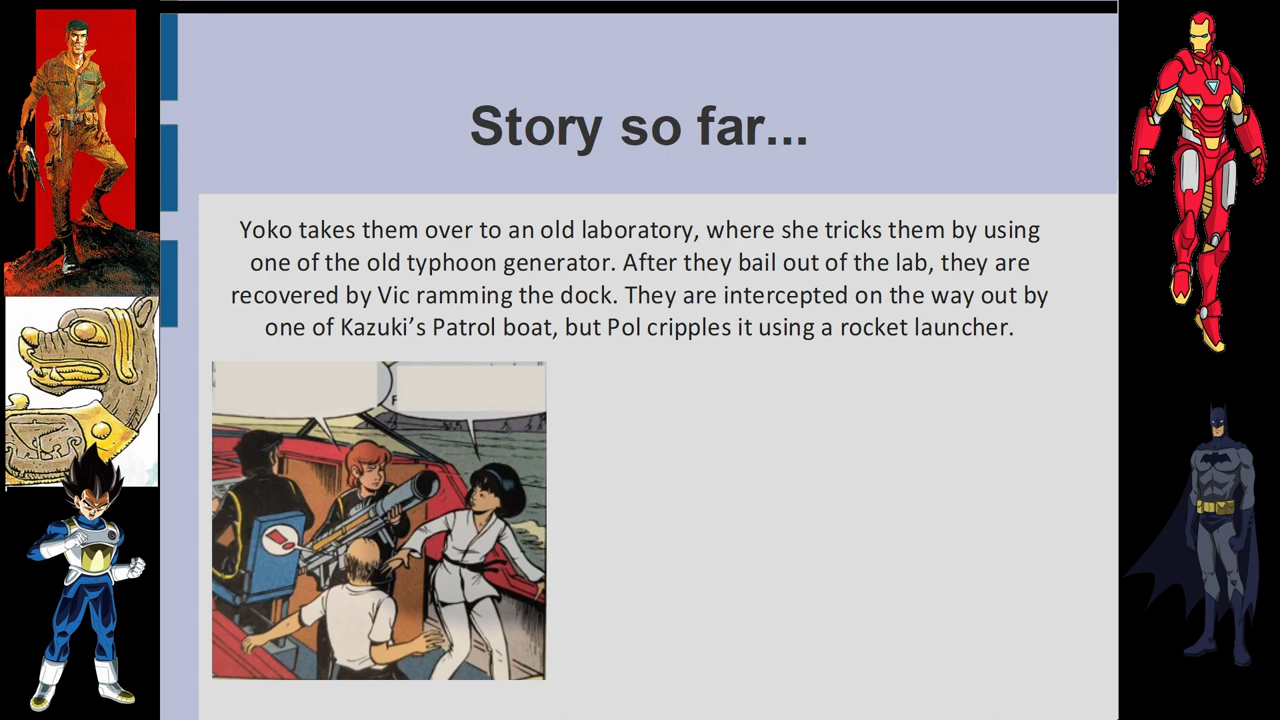 Story so far...
Yoko takes them over to an old laboratory, where she tricks them by using
one of the old typhoon generator. After they bail out of the lab, they are
recovered by Vic ramming the dock. They are intercepted on the way out by
one of Kazuki’s Patrol boat, but Pol cripples it using a rocket launcher.